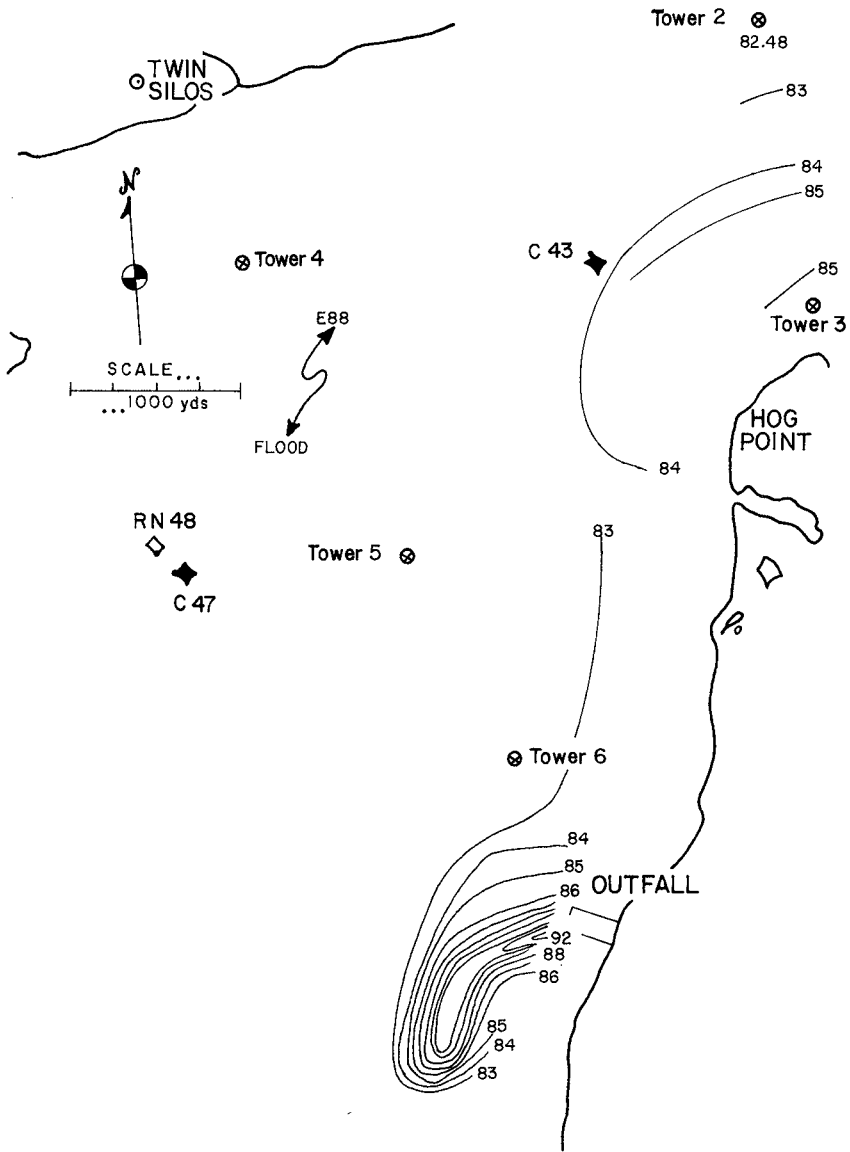 Tower 2
82.48
TWIN
SILOS
83
84
85
N
C 43
Tower 4
85
Tower 3
E88
SCALE...
...1000 yds
HOG
POINT
FLOOD
84
RN 48
83
Tower 5
C 47
Tower 6
84
85
86
OUTFALL
92
88
86
85
84
83